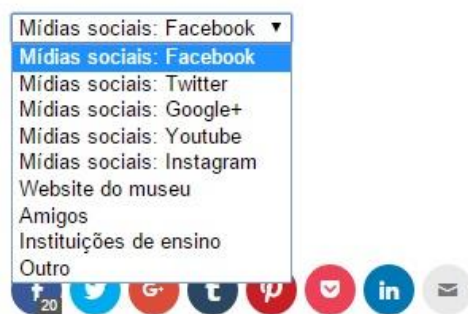 Mídias sociais: Facebook ▼
Mídias sociais: Facebook
Mídias sociais: Twitter
Mídias sociais: Google+
Mídias sociais: Youtube
Mídias sociais: Instagram
Website do museu
Amigos
Instituições de ensino
Outro
f G+ t in
20